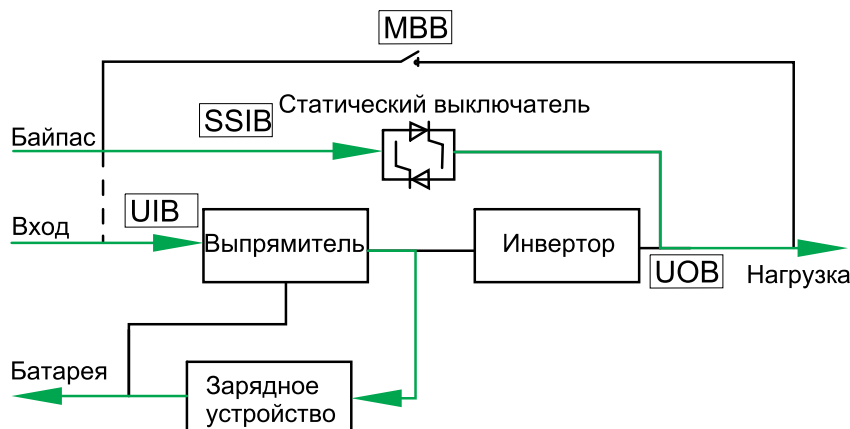 MBB
Статический выключатель
SSIB
Байпас
UIB
Вход
Выпрямитель
Инвертор
UOB
Нагрузка
Батарея
Зарядное
устройство